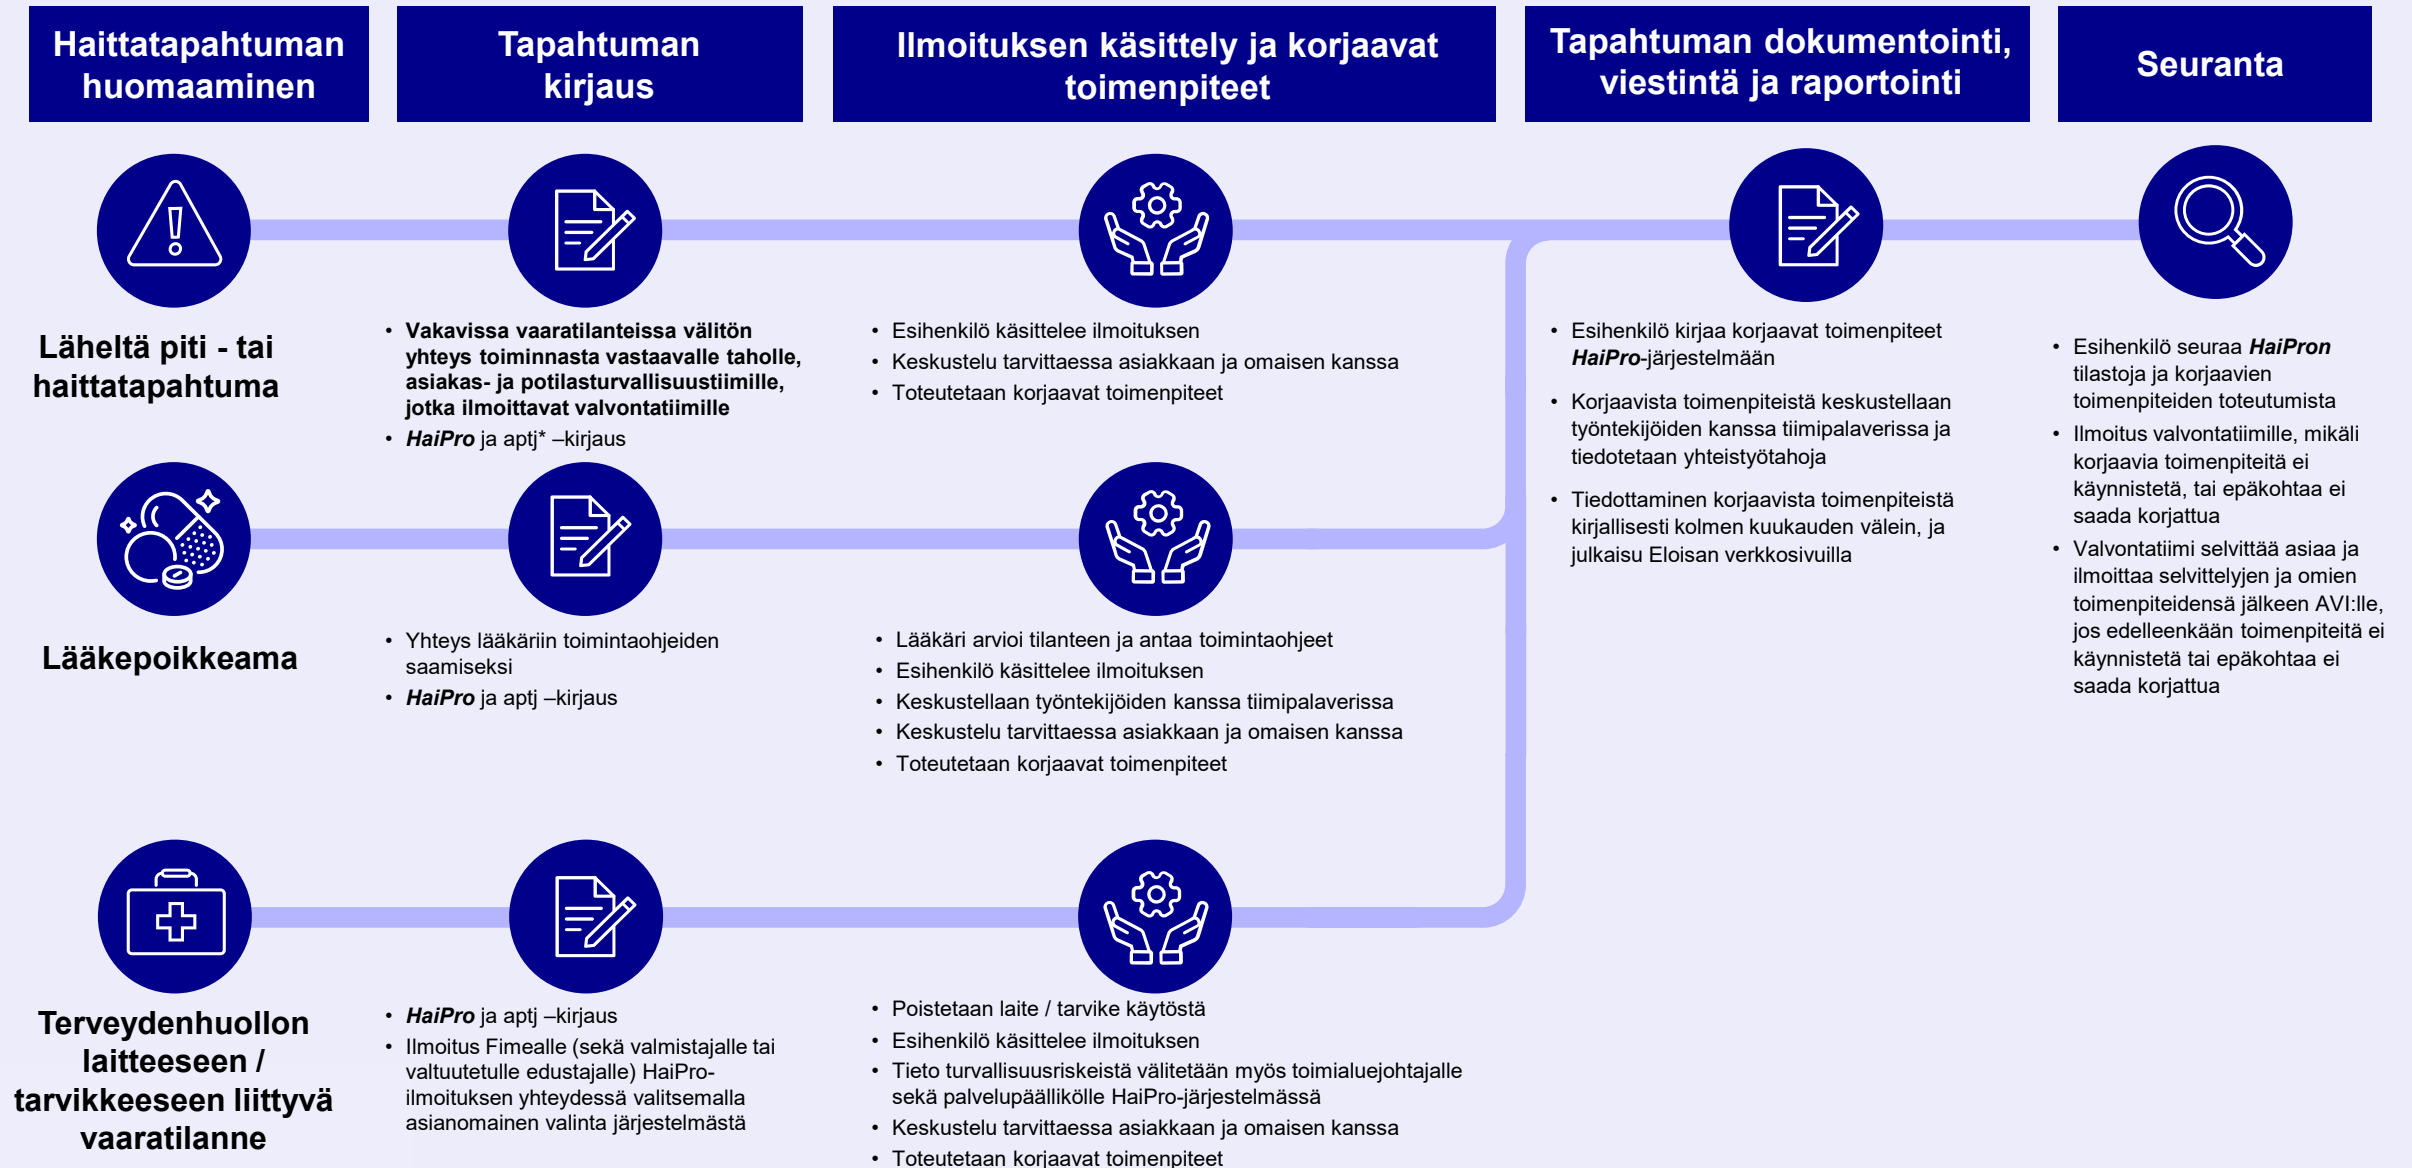 Haittatapahtuman
huomaaminen
Tapahtuman
kirjaus
Ilmoituksen käsittely ja korjaavat
toimenpiteet
Tapahtuman dokumentointi,
viestintä ja raportointi
Seuranta
Läheltä piti - tai
haittatapahtuma
• Vakavissa vaaratilanteissa välitön
yhteys toiminnasta vastaavalle taholle,
asiakas- ja potilasturvallisuustiimille,
jotka ilmoittavat valvontatiimille
• HaiPro ja aptj* –kirjaus
• Esihenkilö käsittelee ilmoituksen
• Keskustelu tarvittaessa asiakkaan ja omaisen kanssa
• Toteutetaan korjaavat toimenpiteet
• Esihenkilö kirjaa korjaavat toimenpiteet
HaiPro-järjestelmään
• Korjaavista toimenpiteistä keskustellaan
työntekijöiden kanssa tiimipalaverissa ja
tiedotetaan yhteistyötahoja
• Tiedottaminen korjaavista toimenpiteistä
kirjallisesti kolmen kuukauden välein, ja
julkaisu Eloisan verkkosivuilla
• Esihenkilö seuraa HaiPron
tilastoja ja korjaavien
toimenpiteiden toteutumista
• Ilmoitus valvontatiimille, mikäli
korjaavia toimenpiteitä ei
käynnistetä, tai epäkohtaa ei
saada korjattua
• Valvontatiimi selvittää asiaa ja
ilmoittaa selvittelyjen ja omien
toimenpiteidensä jälkeen AVI:lle,
jos edelleenkään toimenpiteitä ei
käynnistetä tai epäkohtaa ei
saada korjattua
Lääkepoikkeama
• Yhteys lääkäriin toimintaohjeiden
saamiseksi
• HaiPro ja aptj –kirjaus
• Lääkäri arvioi tilanteen ja antaa toimintaohjeet
• Esihenkilö käsittelee ilmoituksen
• Keskustellaan työntekijöiden kanssa tiimipalaverissa
• Keskustelu tarvittaessa asiakkaan ja omaisen kanssa
• Toteutetaan korjaavat toimenpiteet
Terveydenhuollon
laitteeseen /
tarvikkeeseen liittyvä
vaaratilanne
• HaiPro ja aptj –kirjaus
• Ilmoitus Fimealle (sekä valmistajalle tai
valtuutetulle edustajalle) HaiPro-
ilmoituksen yhteydessä valitsemalla
asianomainen valinta järjestelmästä
• Poistetaan laite / tarvike käytöstä
• Esihenkilö käsittelee ilmoituksen
• Tieto turvallisuusriskeistä välitetään myös toimialuejohtajalle
sekä palvelupäällikölle HaiPro-järjestelmässä
• Keskustelu tarvittaessa asiakkaan ja omaisen kanssa
• Toteutetaan korjaavat toimenpiteet